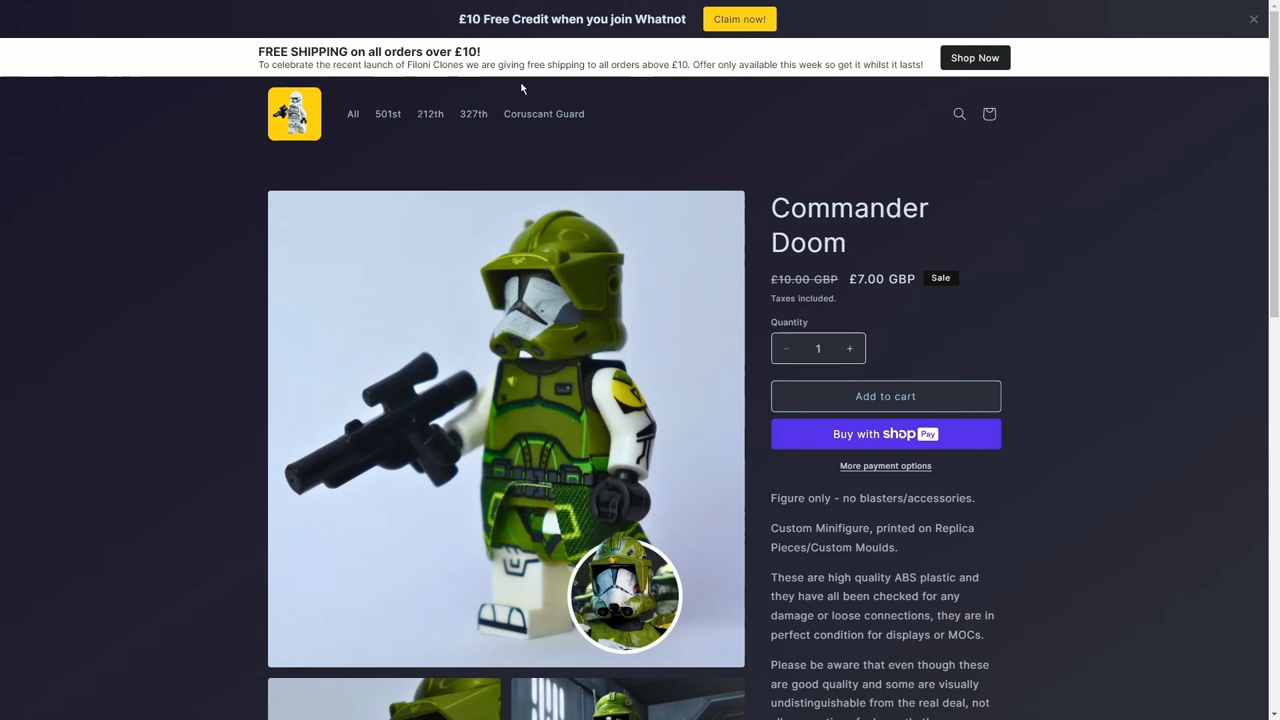 £10 Free Credit when you join Whatnot
Claim now!
FREE SHIPPING on all orders over £10!
To celebrate the recent launch of Filoni Clones we are giving free shipping to all orders above £10. Offer only available this week so get it whilst it lasts!
Shop Now
All 501st 212th 327th Coruscant Guard
Commander
Doom
£10.00 GBP £7.00 GBP Sale
Taxes included.
Quantity
− 1 +
Add to cart
Buy with shop Pay
More payment options
Figure only - no blasters/accessories.
Custom Minifigure, printed on Replica
Pieces/Custom Moulds.
These are high quality ABS plastic and
they have all been checked for any
damage or loose connections, they are in
perfect condition for displays or MOCs.
Please be aware that even though these
are good quality and some are visually
undistinguishable from the real deal, not